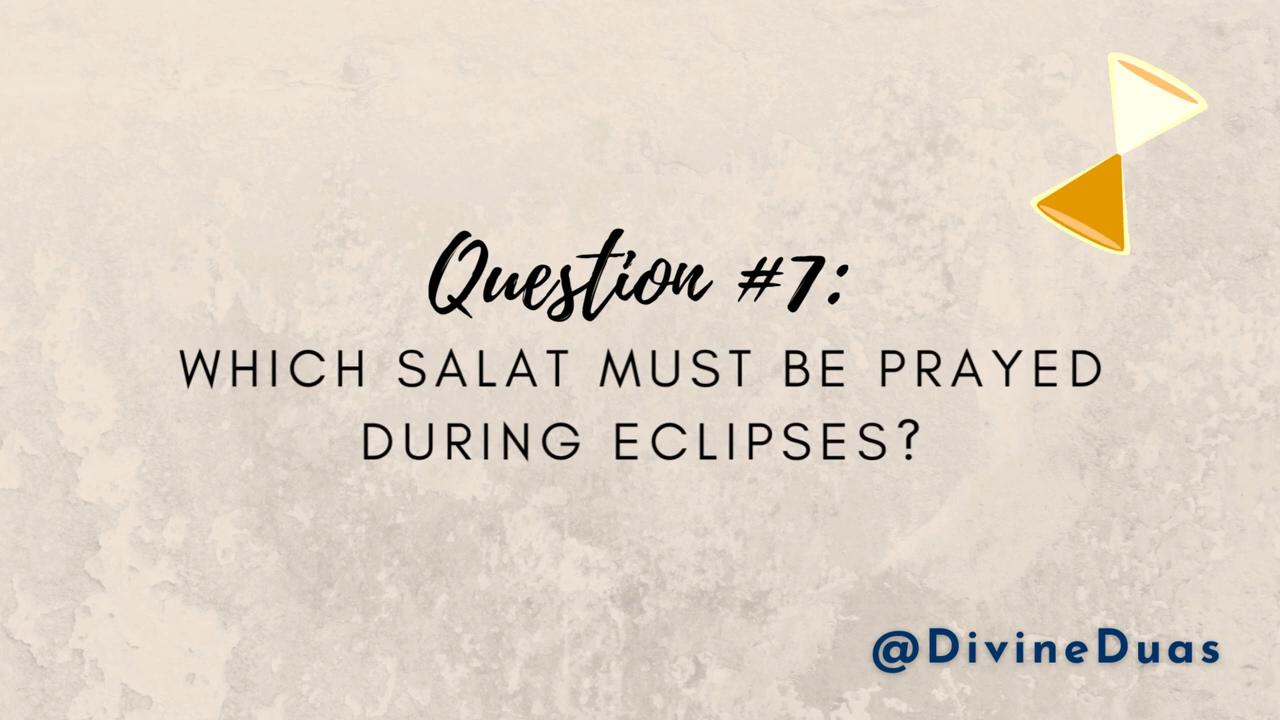 Question #7:
WHICH SALAT MUST BE PRAYED
DURING ECLIPSES?
@DivineDuas